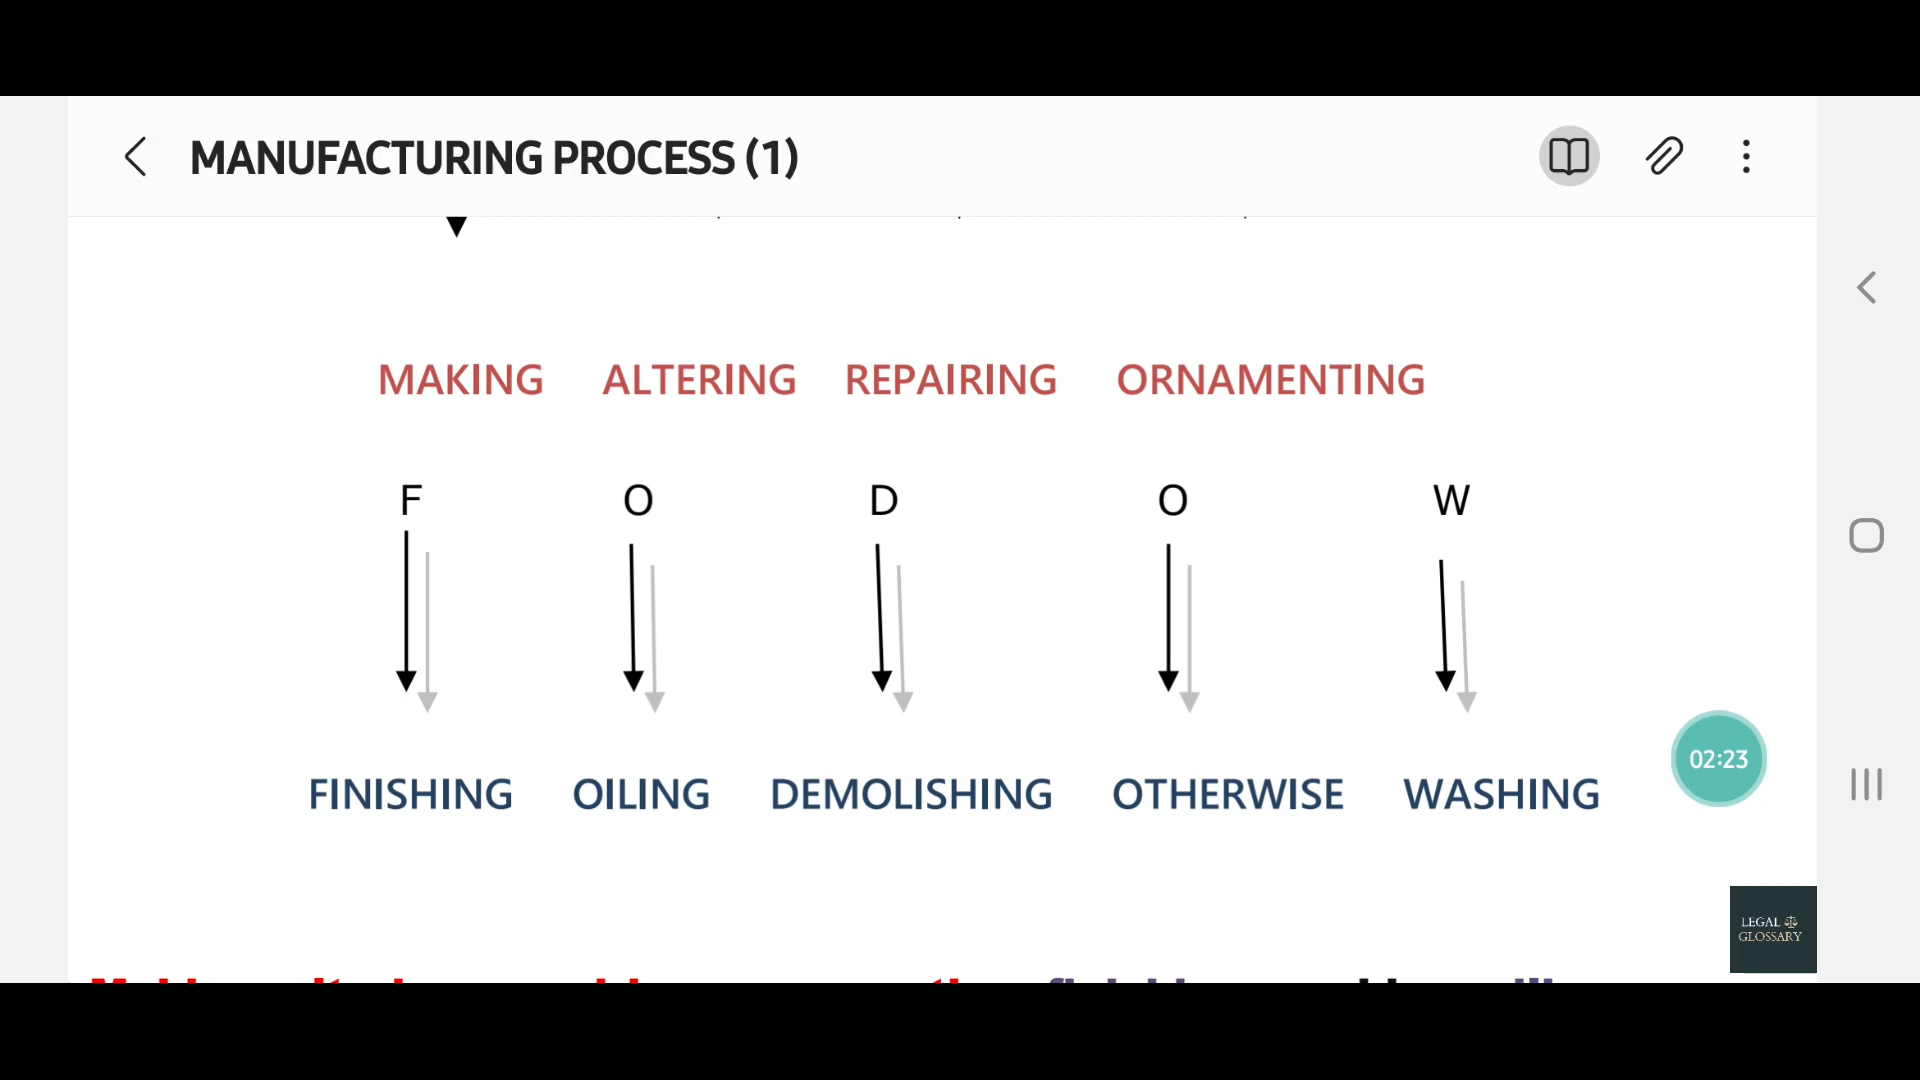 MANUFACTURING PROCESS (1)
MAKING ALTERING REPAIRING ORNAMENTING
F O D O W
FINISHING OILING DEMOLISHING OTHERWISE WASHING
02:23
LEGAL
GLOSSARY